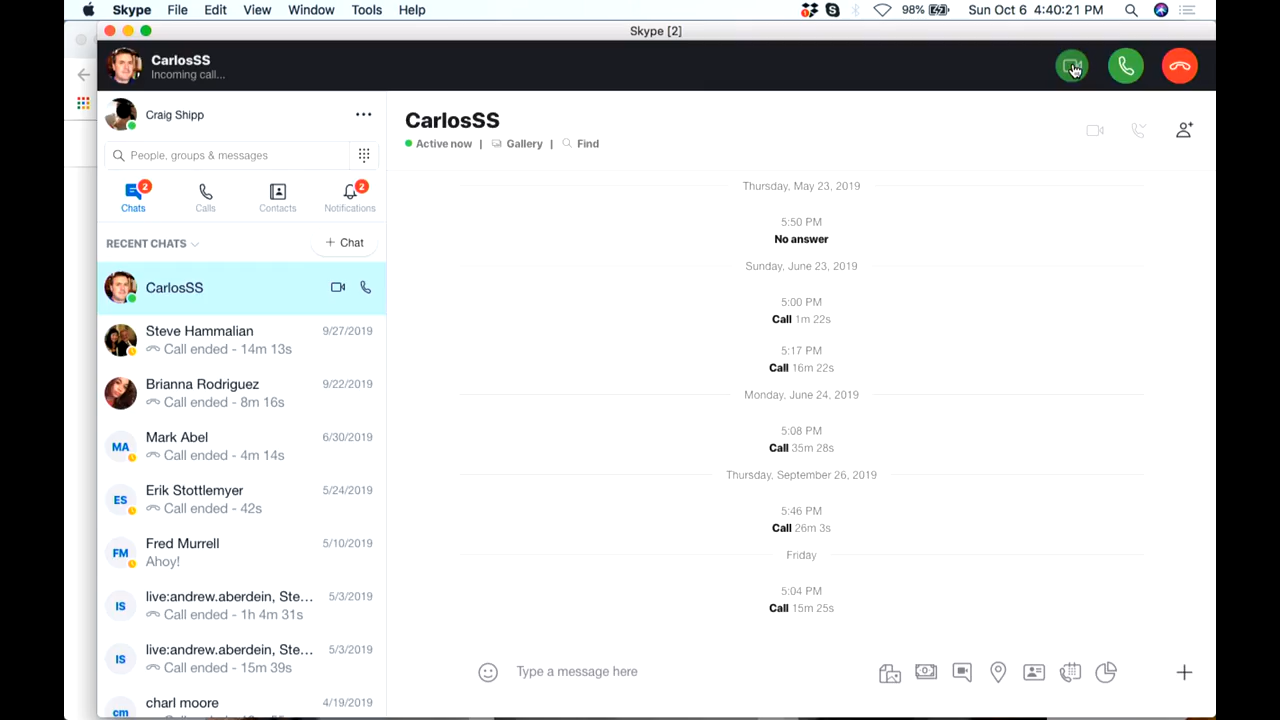 Skype File Edit View Window Tools Help
98% Sun Oct 6 4:40:21 PM
Skype [2]
CarlosSS
Incoming call...
Craig Shipp
People, groups & messages
2
2
Chats Calls Contacts Notifications
RECENT CHATS
+ Chat
CarlosSS
Steve Hammalian 9/27/2019
Call ended - 14m 13s
Brianna Rodriguez 9/22/2019
Call ended - 8m 16s
MA
Mark Abel 6/30/2019
Call ended - 4m 14s
ES
Erik Stottlemyer 5/24/2019
Call ended - 42s
FM
Fred Murrell 5/10/2019
Ahoy!
IS
live:andrew.aberdein, Ste... 5/3/2019
Call ended - 1h 4m 31s
IS
live:andrew.aberdein, Ste... 5/3/2019
Call ended - 15m 39s
cm
charl moore 4/19/2019
CarlosSS
Active now | Gallery | Find
Thursday, May 23, 2019
5:50 PM
No answer
Sunday, June 23, 2019
5:00 PM
Call 1m 22s
5:17 PM
Call 16m 22s
Monday, June 24, 2019
5:08 PM
Call 35m 28s
Thursday, September 26, 2019
5:46 PM
Call 26m 3s
Friday
5:04 PM
Call 15m 25s
Type a message here